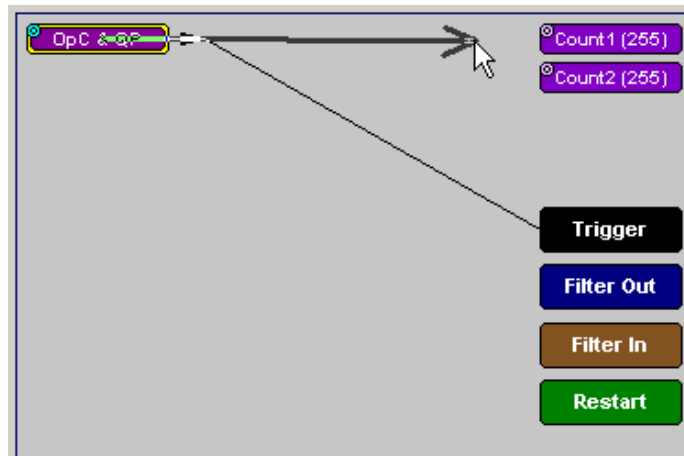 OpC & QP
Count1 (255)
Count2 (255)
Trigger
Filter Out
Filter In
Restart